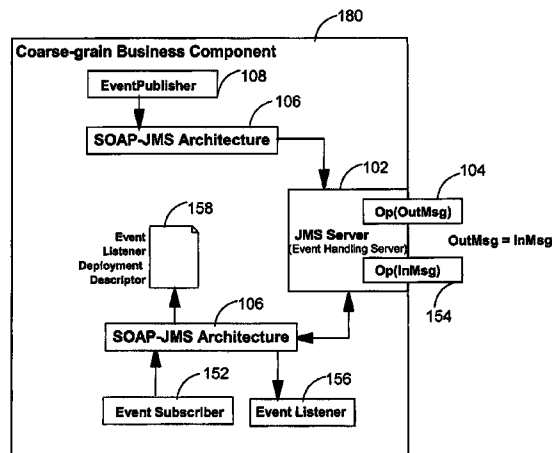 180
Coarse-grain Business Component
EventPublisher
108
106
SOAP-JMS Architecture
102
104
Op(OutMsg)
158
Event
Listener
Deployment
Descriptor
JMS Server
(Event Handling Server)
OutMsg = InMsg
Op(InMsg)
154
106
SOAP-JMS Architecture
152
156
Event Subscriber
Event Listener